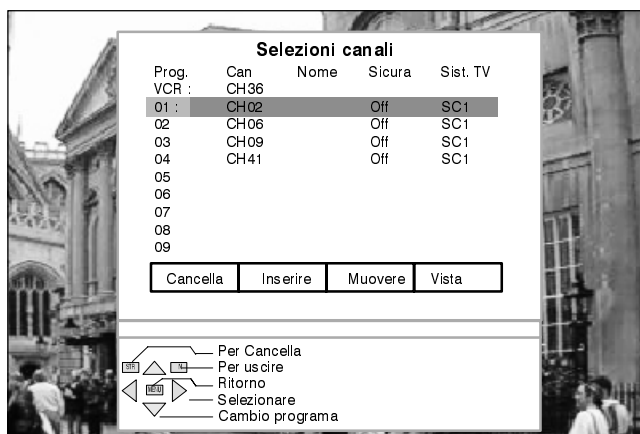 Selezioni canali
Prog. Can Nome Sicura Sist. TV
VCR : CH36
01 : CH02 Off SC1
02 CH06 Off SC1
03 CH09 Off SC1
04 CH41 Off SC1
05
06
07
08
09
Cancella Inserire Muovere Vista
Per Cancella
STR N Per uscire
MENU Ritorno
Selezionare
Cambio programa